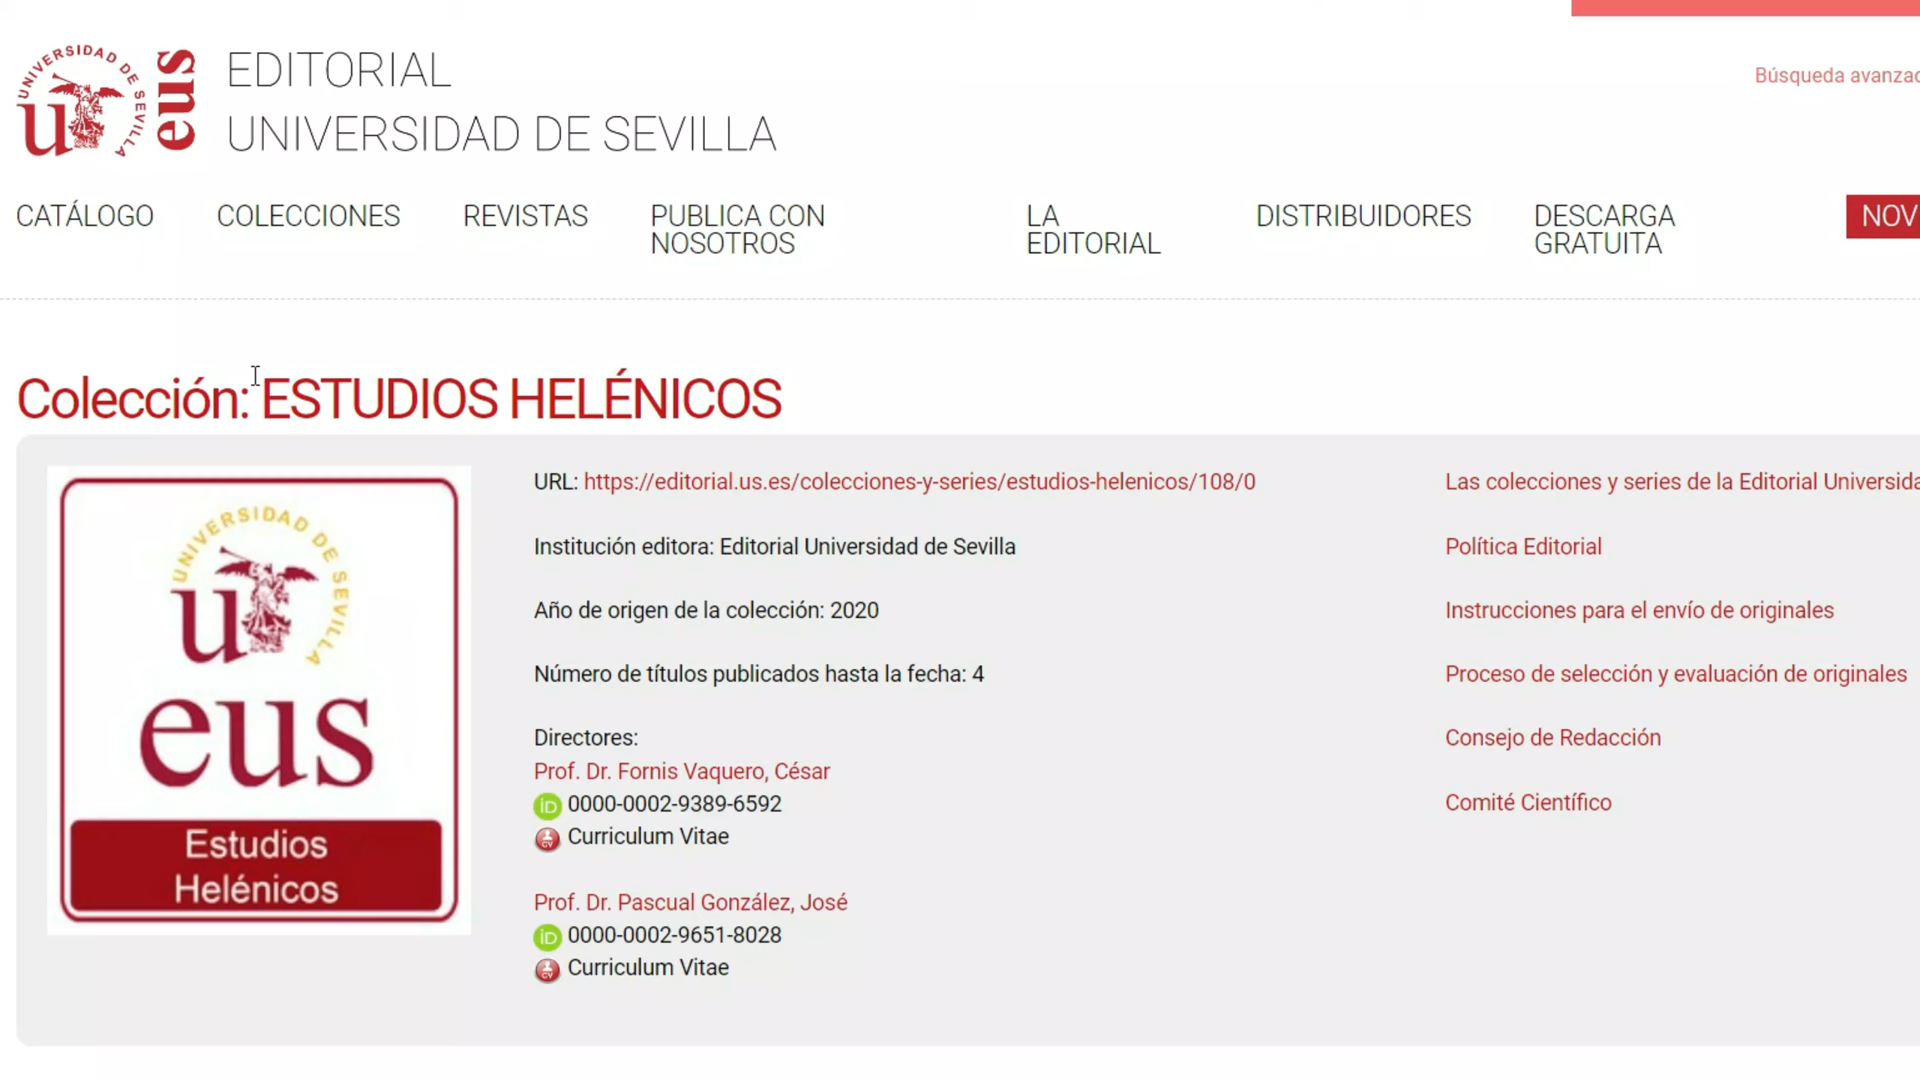 UNIVERSIDAD DE SEVILLA
eus
EDITORIAL
UNIVERSIDAD DE SEVILLA
Búsqueda avanzad
CATÁLOGO
COLECCIONES
REVISTAS
PUBLICA CON
NOSOTROS
LA
EDITORIAL
DISTRIBUIDORES
DESCARGA
GRATUITA
NOV
Colección: ESTUDIOS HELÉNICOS
UNIVERSIDAD DE SEVILLA
eus
Estudios
Helénicos
URL: https://editorial.us.es/colecciones-y-series/estudios-helenicos/108/0
Institución editora: Editorial Universidad de Sevilla
Año de origen de la colección: 2020
Número de títulos publicados hasta la fecha: 4
Directores:
Prof. Dr. Fornis Vaquero, César
iD 0000-0002-9389-6592
CV Curriculum Vitae
Prof. Dr. Pascual González, José
iD 0000-0002-9651-8028
CV Curriculum Vitae
Las colecciones y series de la Editorial Universida
Política Editorial
Instrucciones para el envío de originales
Proceso de selección y evaluación de originales
Consejo de Redacción
Comité Científico